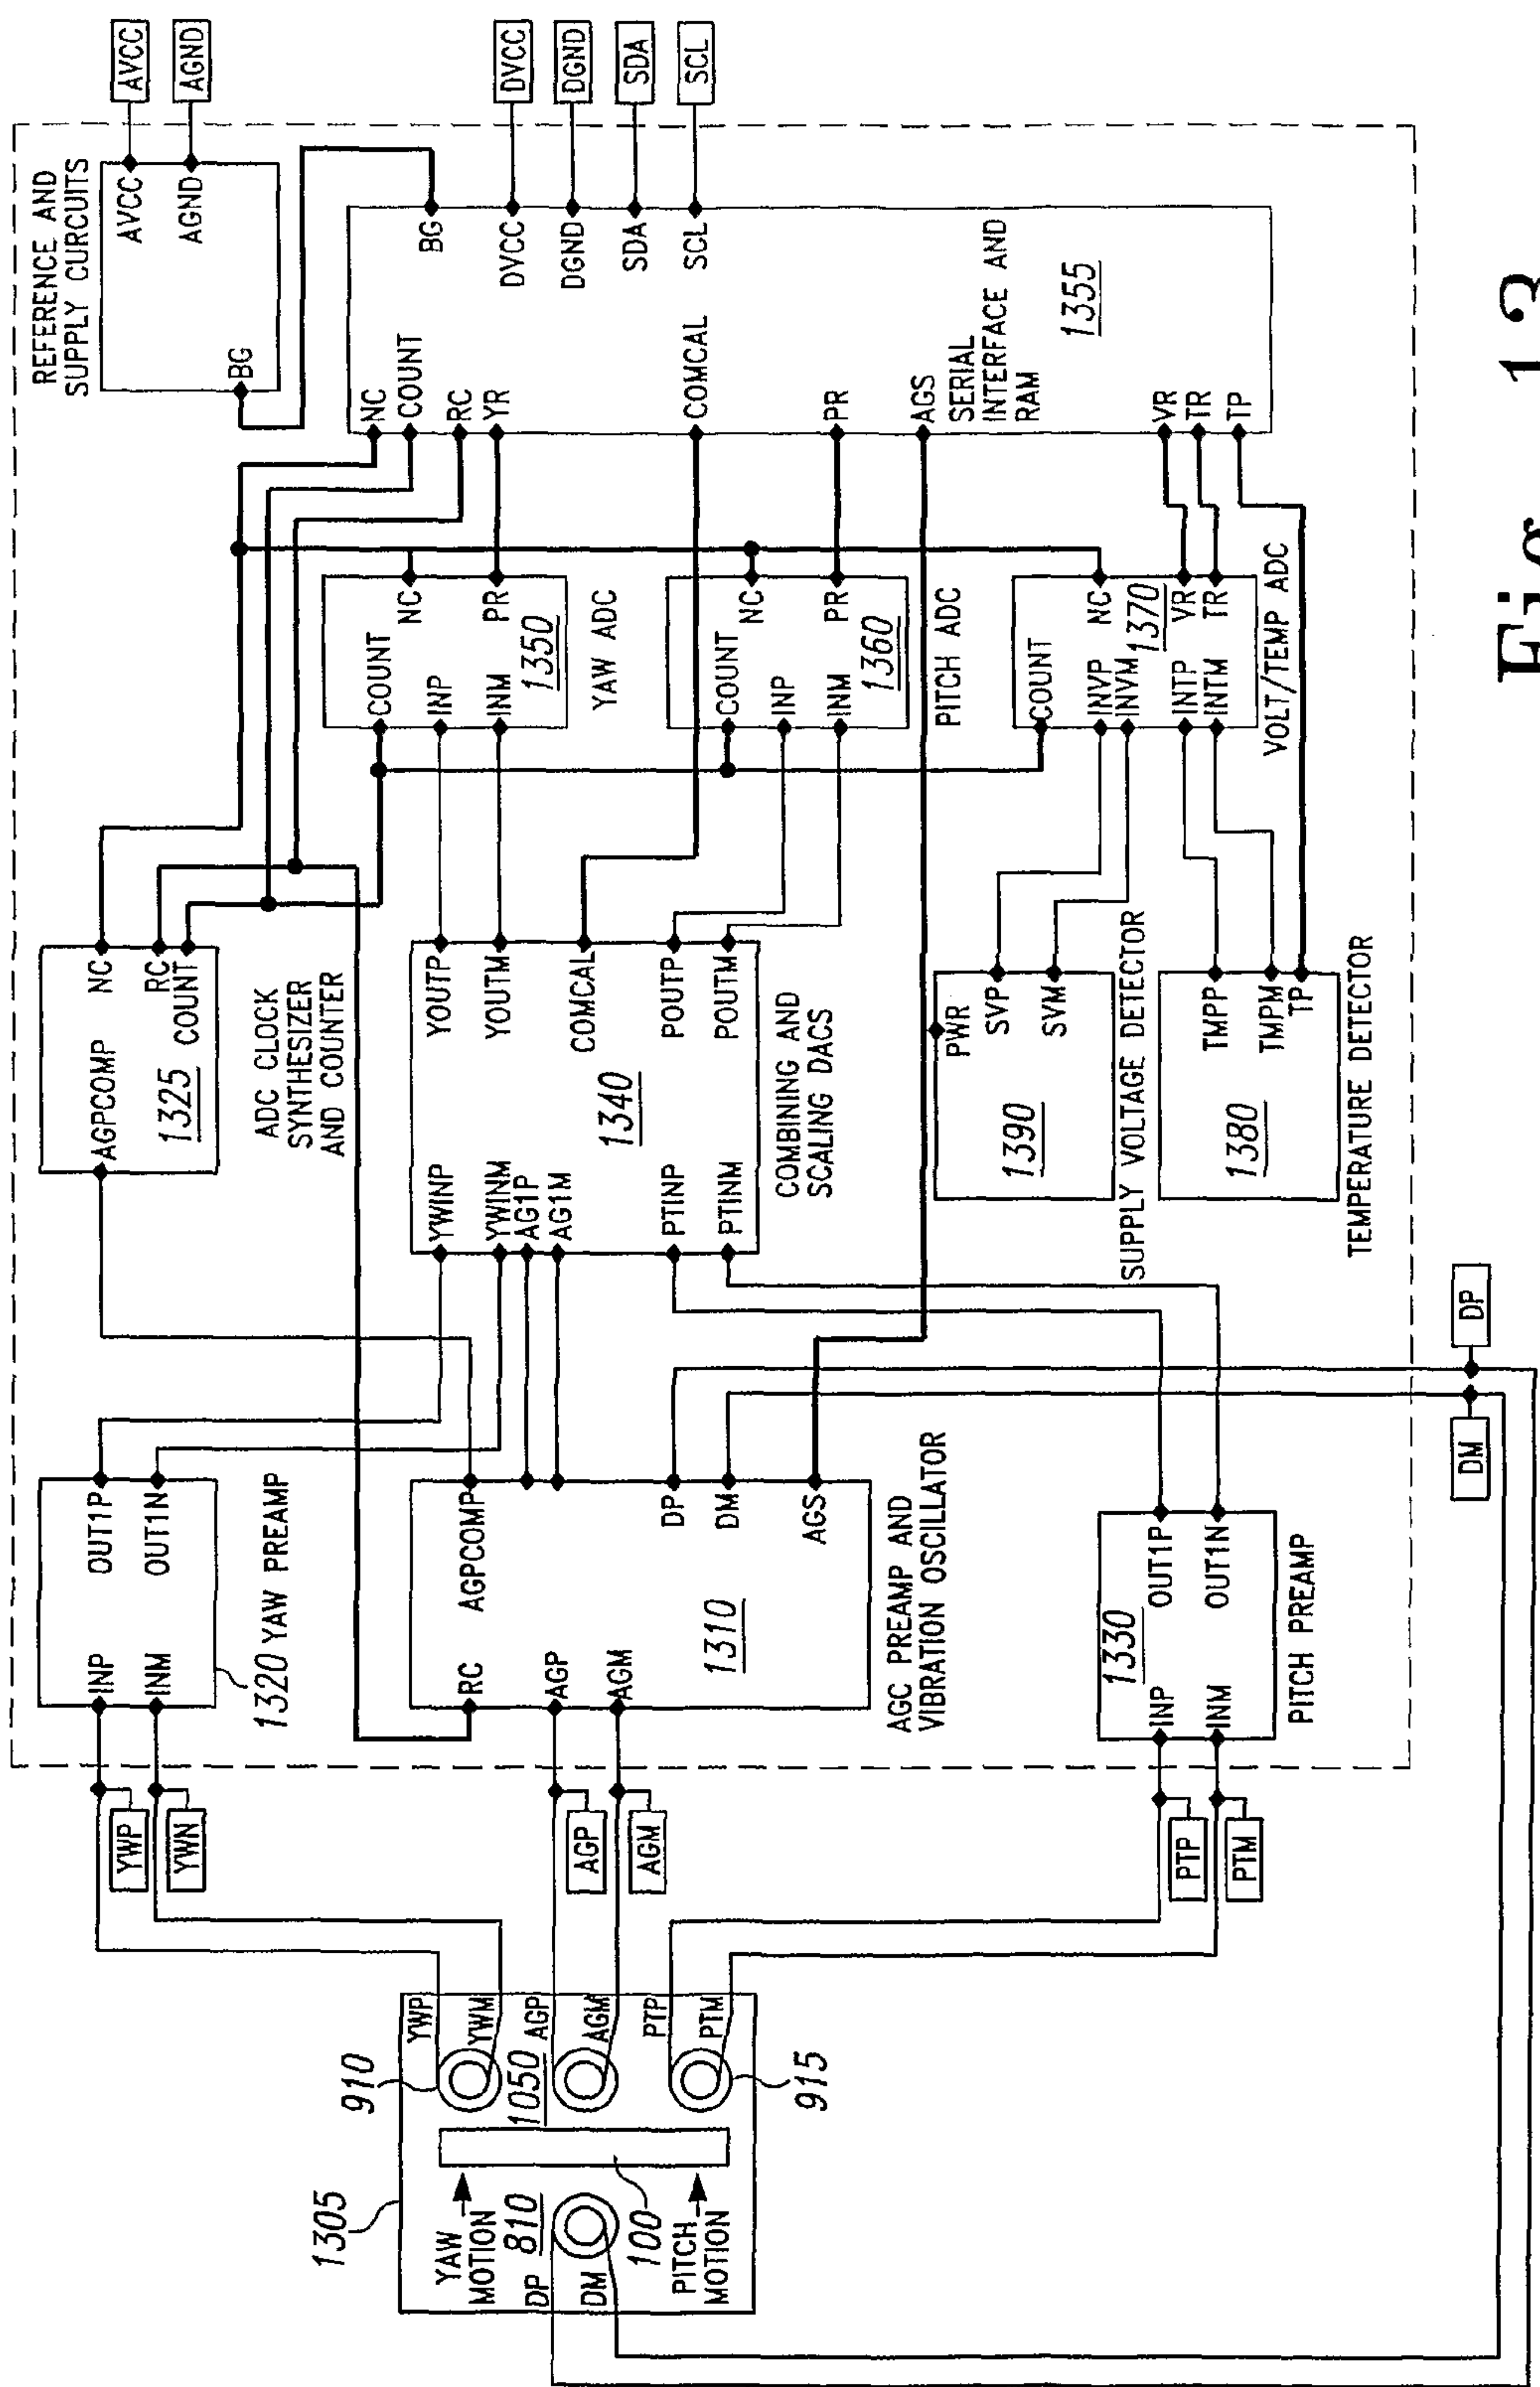 1305
YAW
MOTION
DP
810
DM
100
PITCH
MOTION
910
YWP
YWM
1050
AGP
AGM
PTP
PTM
915
YWP
YWN
AGP
AGM
PTP
PTM
INP
INM
OUT1P
OUT1N
1320 YAW PREAMP
RC
AGP
AGM
AGPCOMP
1310
DP
DM
AGS
AGC PREAMP AND
VIBRATION OSCILLATOR
INP
INM
1330
OUT1P
OUT1N
PITCH PREAMP
DM
DP
AGPCOMP
1325
NC
RC
COUNT
ADC CLOCK
SYNTHESIZER
AND COUNTER
YWINP
YWINM
AG1P
AG1M
PTINP
PTINM
1340
YOUTP
YOUTM
COMCAL
POUTP
POUTM
COMBINING AND
SCALING DACS
PWR
SVP
SVM
1390
SUPPLY VOLTAGE DETECTOR
1380
TMPP
TMPM
TP
TEMPERATURE DETECTOR
COUNT
INP
INM
NC
PR
1350
YAW ADC
COUNT
INP
INM
NC
PR
1360
PITCH ADC
COUNT
INVP
INVM
INTP
INTM
NC
1370
VR
TR
VOLT/TEMP ADC
REFERENCE AND
SUPPLY CURCUITS
BG
AVCC
AGND
AVCC
AGND
NC
COUNT
RC
YR
COMCAL
PR
AGS
VR
TR
TP
BG
DVCC
DGND
SDA
SCL
SERIAL
INTERFACE AND
RAM
1355
DVCC
DGND
SDA
SCL
Fig. 13